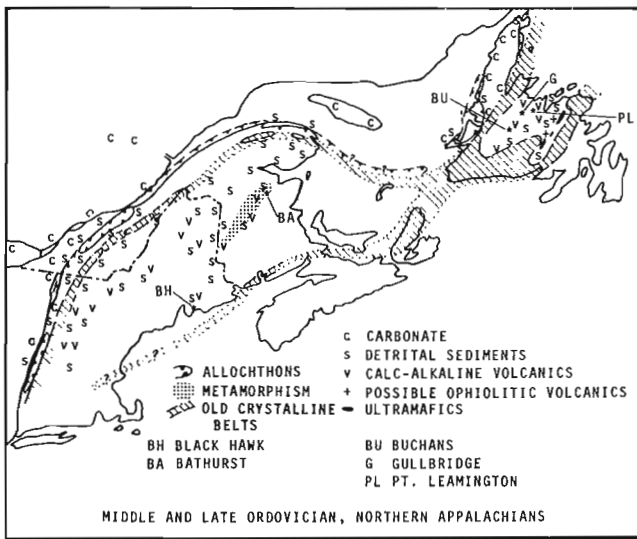 BU
G
PL
BA
BH
C CARBONATE
S DETRITAL SEDIMENTS
V CALC-ALKALINE VOLCANICS
+ POSSIBLE OPHIOLITIC VOLCANICS
ULTRAMAFICS
ALLOCHTHONS
METAMORPHISM
OLD CRYSTALLINE
BELTS
BH BLACK HAWK
BA BATHURST
BU BUCHANS
G GULLBRIDGE
PL PT. LEAMINGTON
MIDDLE AND LATE ORDOVICIAN, NORTHERN APPALACHIANS